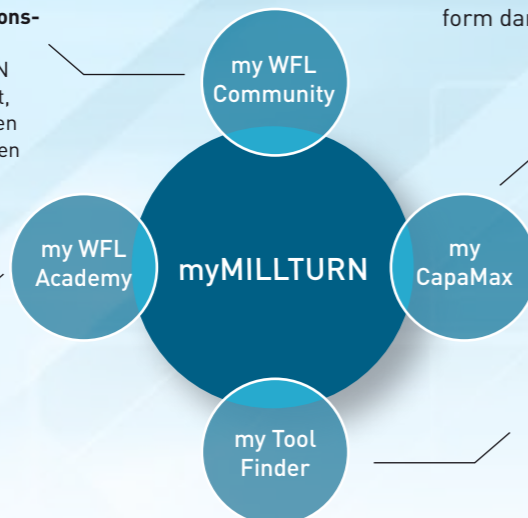 ons-
N
t,
en
en
form dar
my WFL
Community
my WFL
Academy
myMILLTURN
my
CapaMax
my Tool
Finder